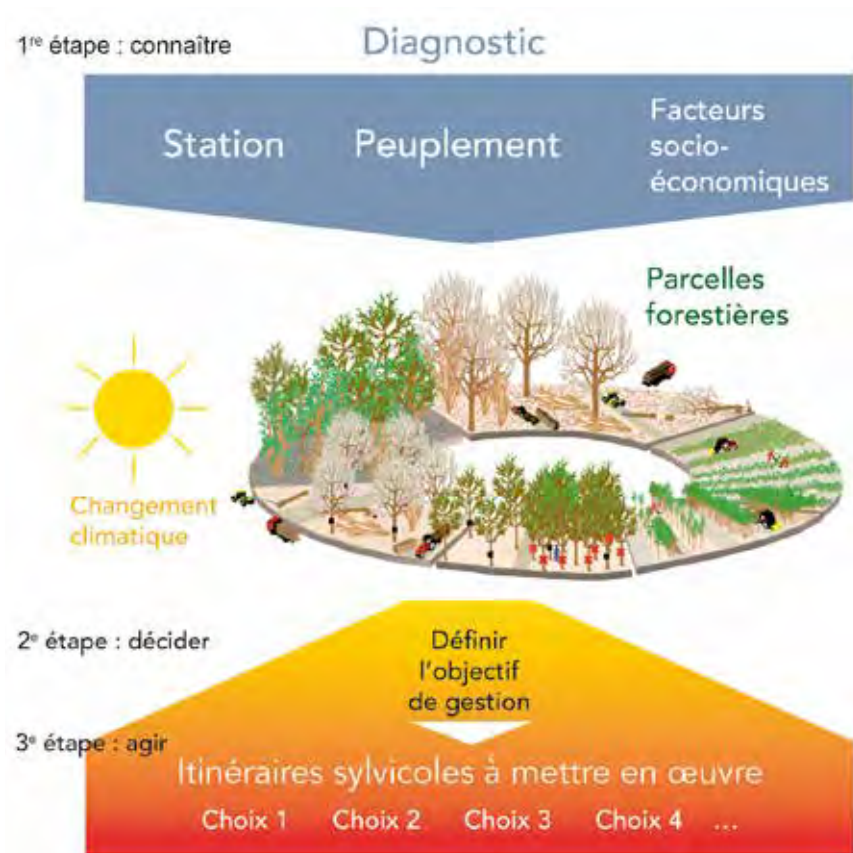 1re étape : connaître
Diagnostic
Station
Peuplement
Facteurs
socio-
économiques
Parcelles
forestières
Changement
climatique
2e étape : décider
Définir
l'objectif
de gestion
3e étape : agir
Itinéraires sylvicoles à mettre en œuvre
Choix 1 Choix 2 Choix 3 Choix 4 ...